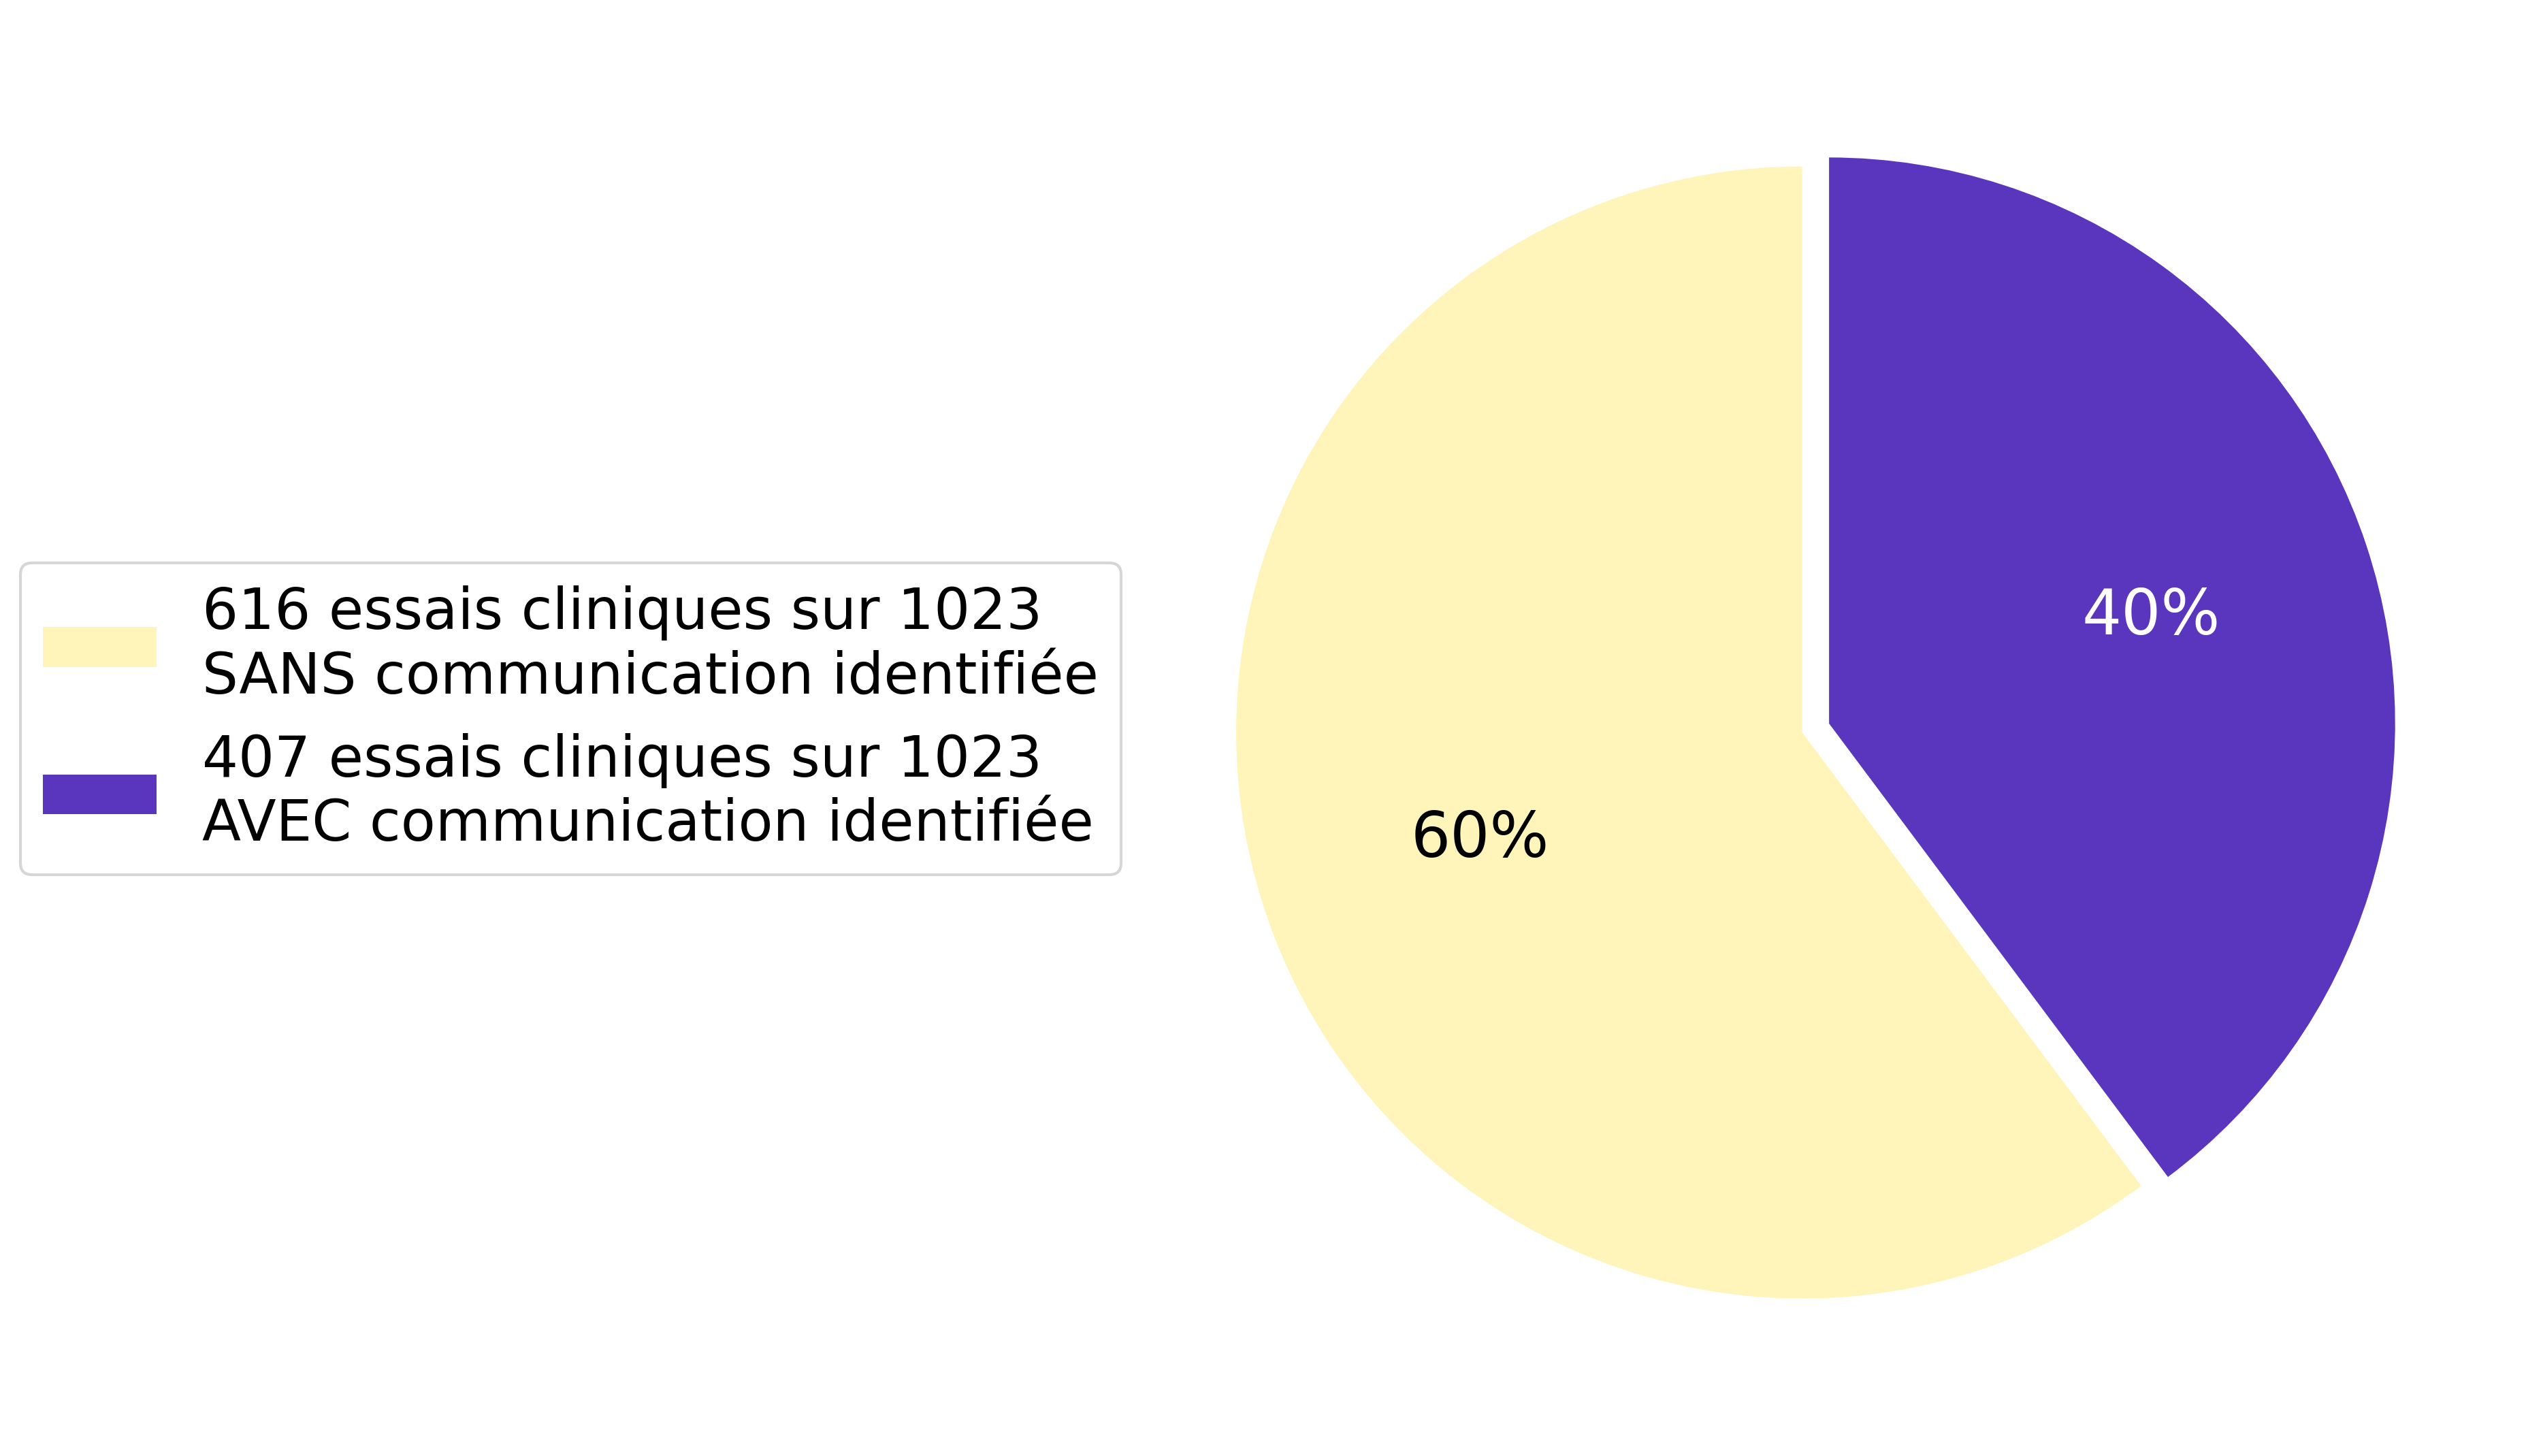 616 essais cliniques sur 1023
SANS communication identifiée
407 essais cliniques sur 1023
AVEC communication identifiée
40%
60%